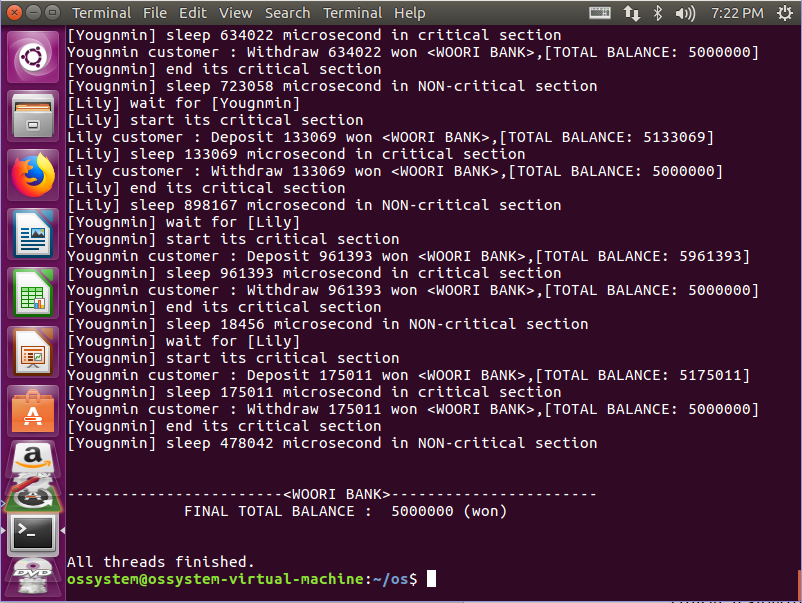 Terminal File Edit View Search Terminal Help 7:22 PM
[Yougnmin] sleep 634022 microsecond in critical section
Yougnmin customer : Withdraw 634022 won <WOORI BANK>,[TOTAL BALANCE: 5000000]
[Yougnmin] end its critical section
[Yougnmin] sleep 723058 microsecond in NON-critical section
[Lily] wait for [Yougnmin]
[Lily] start its critical section
Lily customer : Deposit 133069 won <WOORI BANK>,[TOTAL BALANCE: 5133069]
[Lily] sleep 133069 microsecond in critical section
Lily customer : Withdraw 133069 won <WOORI BANK>,[TOTAL BALANCE: 5000000]
[Lily] end its critical section
[Lily] sleep 898167 microsecond in NON-critical section
[Yougnmin] wait for [Lily]
[Yougnmin] start its critical section
Yougnmin customer : Deposit 961393 won <WOORI BANK>,[TOTAL BALANCE: 5961393]
[Yougnmin] sleep 961393 microsecond in critical section
Yougnmin customer : Withdraw 961393 won <WOORI BANK>,[TOTAL BALANCE: 5000000]
[Yougnmin] end its critical section
[Yougnmin] sleep 18456 microsecond in NON-critical section
[Yougnmin] wait for [Lily]
[Yougnmin] start its critical section
Yougnmin customer : Deposit 175011 won <WOORI BANK>,[TOTAL BALANCE: 5175011]
[Yougnmin] sleep 175011 microsecond in critical section
Yougnmin customer : Withdraw 175011 won <WOORI BANK>,[TOTAL BALANCE: 5000000]
[Yougnmin] end its critical section
[Yougnmin] sleep 478042 microsecond in NON-critical section
------------------------<WOORI BANK>-----------------------
FINAL TOTAL BALANCE :  5000000 (won)
All threads finished.
ossystem@ossystem-virtual-machine:~/os$
A
a
>_
DVD